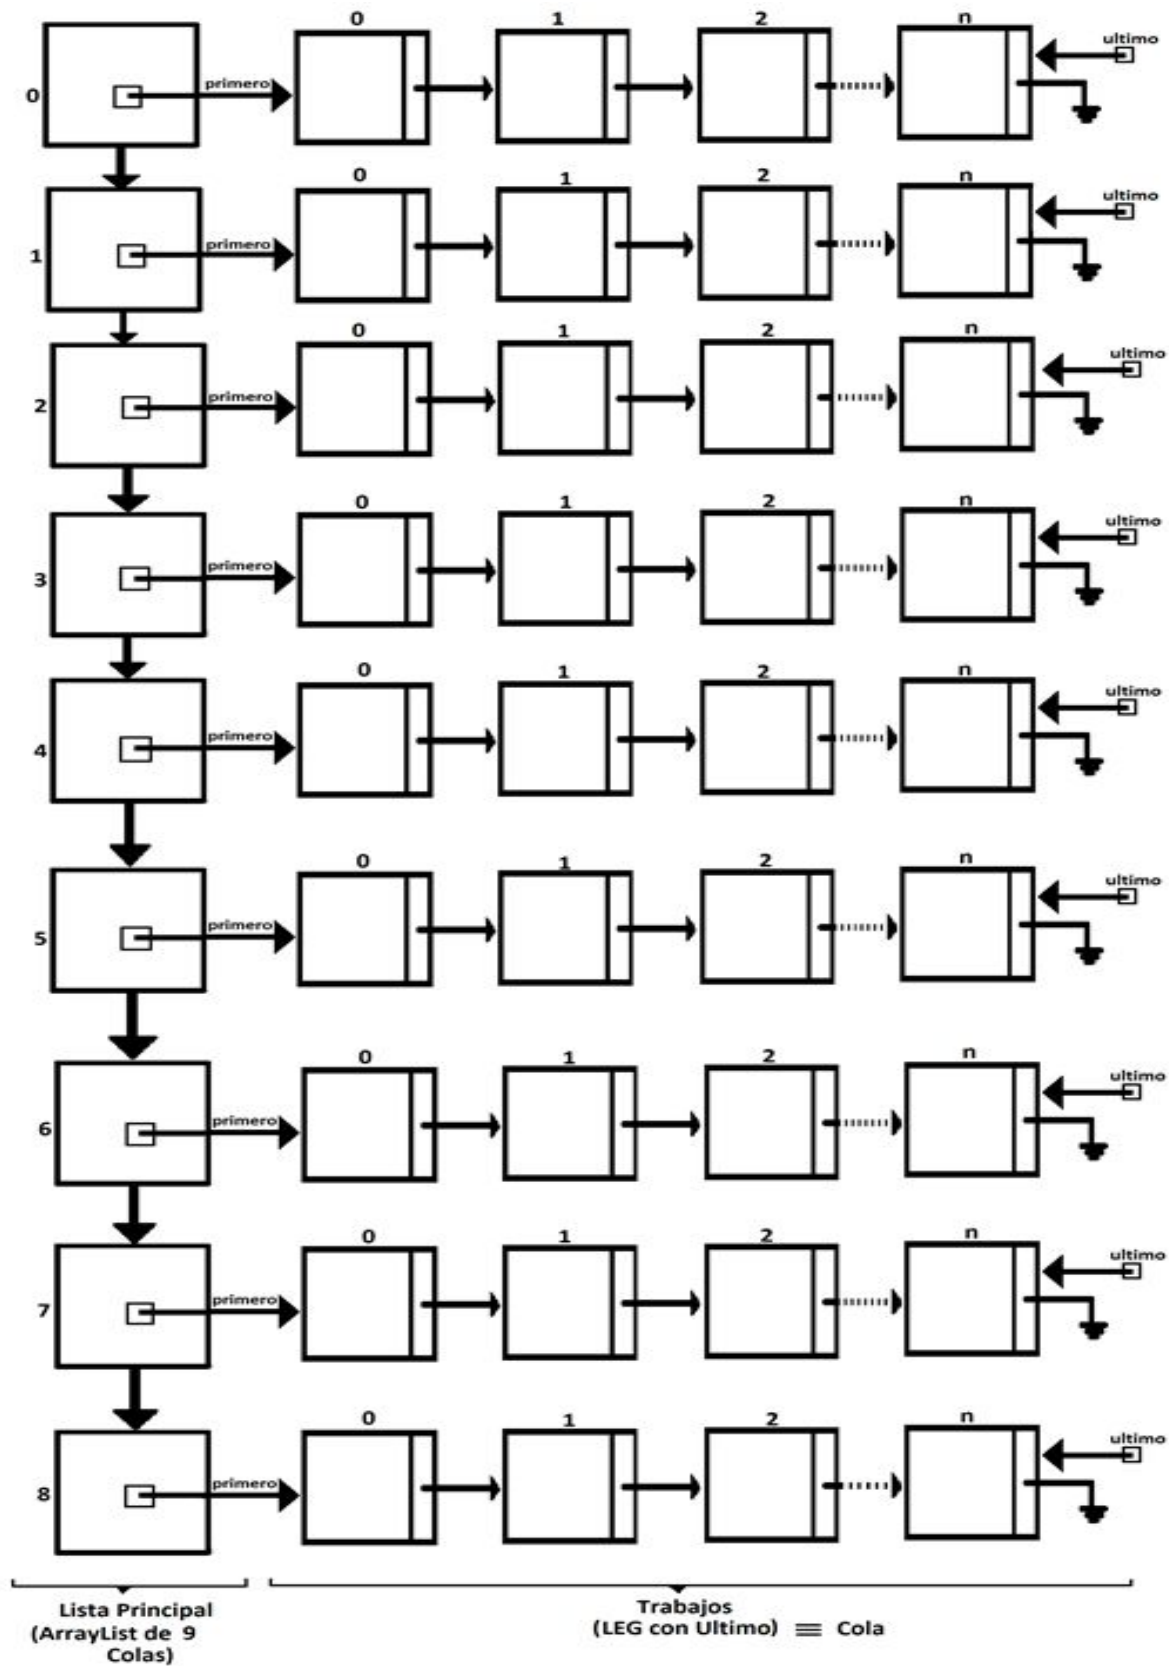 0 1 2 n
ultimo
0 primero
0 1 2 n
ultimo
1 primero
0 1 2 n
ultimo
2 primero
0 1 2 n
ultimo
3 primero
0 1 2 n
ultimo
4 primero
0 1 2 n
ultimo
5 primero
0 1 2 n
ultimo
6 primero
0 1 2 n
ultimo
7 primero
0 1 2 n
ultimo
8 primero
Lista Principal
(ArrayList de 9
Colas)
Trabajos
(LEG con Ultimo) ≡ Cola